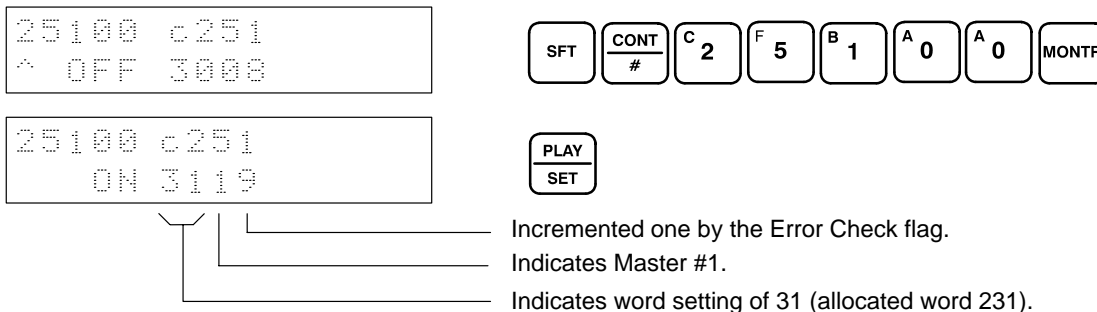 25100 c251
^ OFF 3008
SFT CONT # C 2 F 5 B 1 A 0 A 0 MONTR
25100 c251
ON 3119
PLAY SET
Incremented one by the Error Check flag.
Indicates Master #1.
Indicates word setting of 31 (allocated word 231).